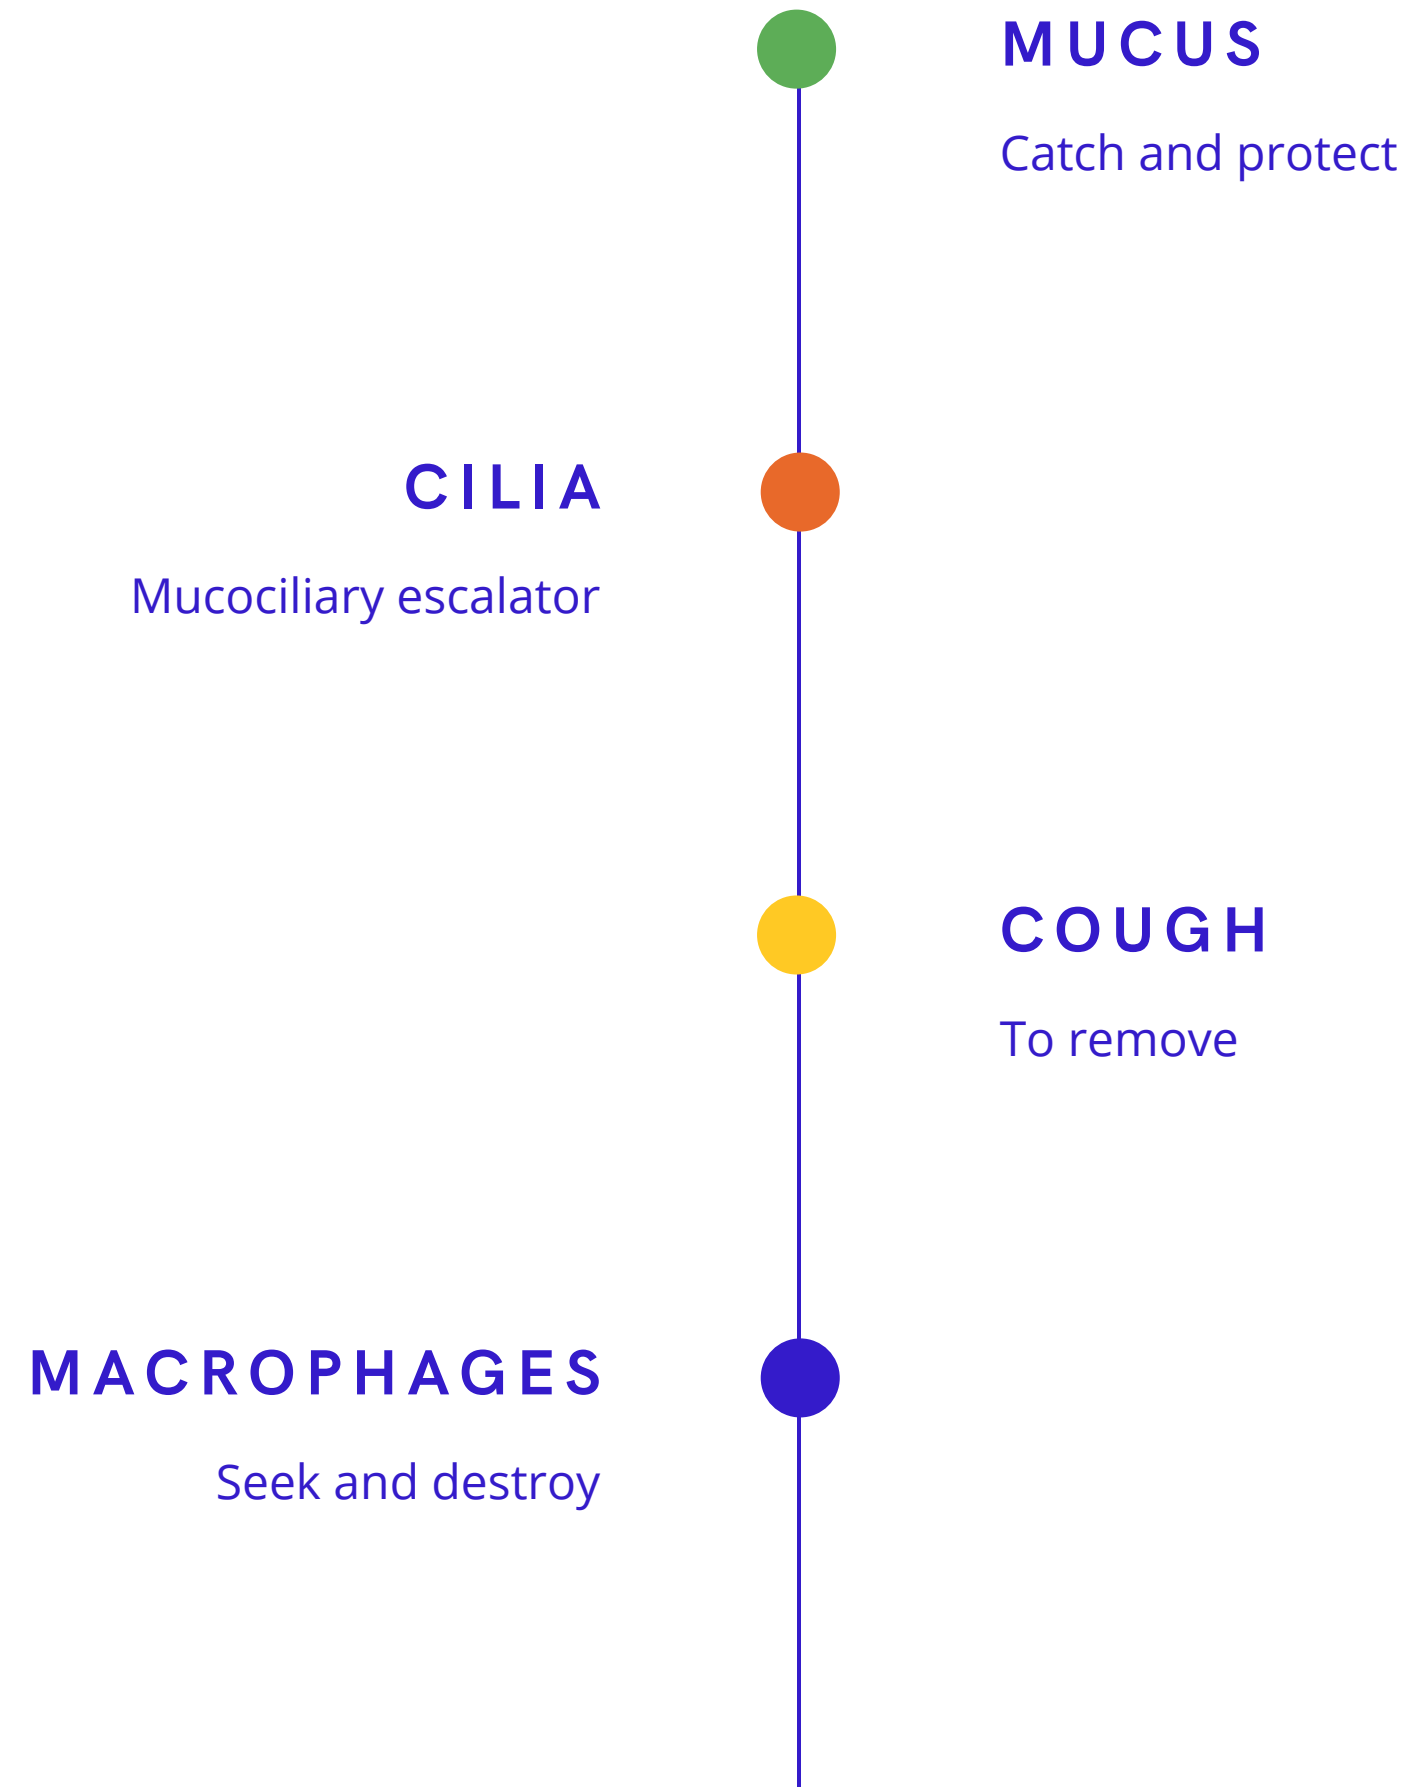 MUCUS
Catch and protect
CILIA
Mucociliary escalator
COUGH
To remove
MACROPHAGES
Seek and destroy